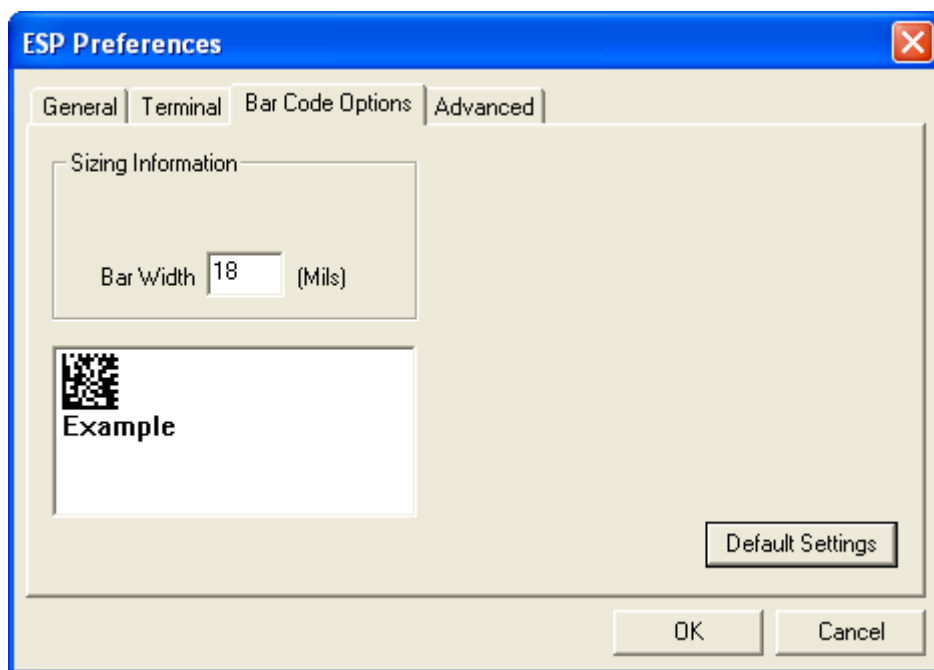 ESP Preferences
General Terminal Bar Code Options Advanced
Sizing Information
Bar Width 18 (Mils)
Example
Default Settings
OK Cancel